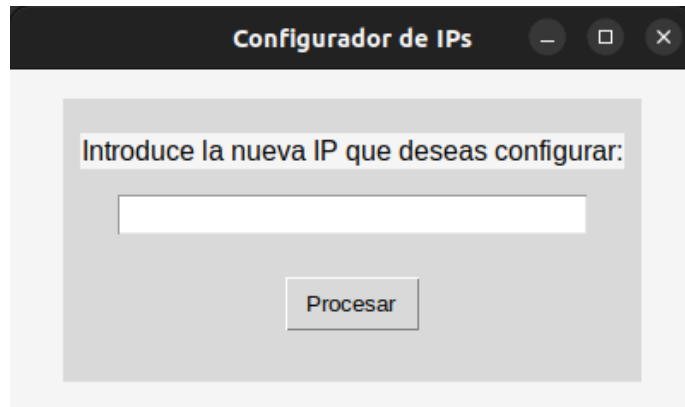 Configurador de IPs
Introduce la nueva IP que deseas configurar:
Procesar